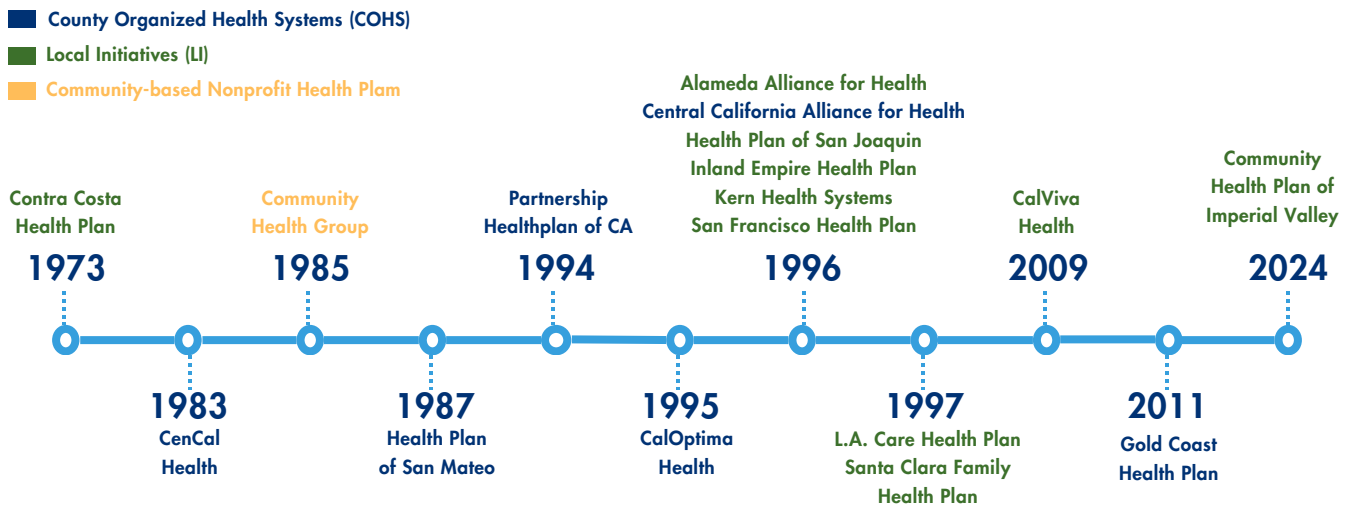 County Organized Health Systems (COHS)
Local Initiatives (LI)
Community-based Nonprofit Health Plam
Contra Costa
Health Plan
1973
1983
CenCal
Health
Community
Health Group
1985
1987
Health Plan
of San Mateo
Partnership
Healthplan of CA
1994
1995
CalOptima
Health
Alameda Alliance for Health
Central California Alliance for Health
Health Plan of San Joaquin
Inland Empire Health Plan
Kern Health Systems
San Francisco Health Plan
1996
1997
L.A. Care Health Plan
Santa Clara Family
Health Plan
CalViva
Health
2009
2011
Gold Coast
Health Plan
Community
Health Plan of
Imperial Valley
2024